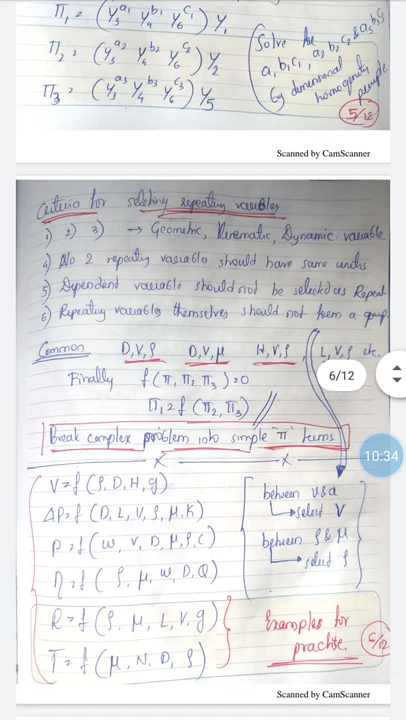 Π₁ = (y₃^a₁ y₄^b₁ y₆^c₁) y₁
Π₂ = (y₃^a₂ y₄^b₂ y₆^c₂) y₂
Π₃ = (y₃^a₃ y₄^b₃ y₆^c₃) y₅
Solve for
a₁ b₁ c₁, a₂ b₂ c₂ & a₃ b₃ c₃
by dimensional
homogeneity
5/12
Scanned by CamScanner
Criteria for selecting repeating variables
1) 2) 3) → Geometric, Kinematic, Dynamic variable
4) No 2 repeating variables should have same units
5) Dependent variable should not be selected as Repeat
6) Repeating variables themselves should not form a group
Common D,V,ρ D,V,μ H,V,ρ, L,V,ρ etc.
Finally f(Π₁ Π₂ Π₃) = 0
Π₁ = f(Π₂, Π₃)
6/12
Break complex problem into simple "π" terms
x x
10:34
V = f(ρ, D, H, g)
ΔP = f(D, L, V, ρ, μ, K)
P = f(ω, V, D, μ, ρ, C)
η = f(ρ, μ, ω, D, Q)
R = f(ρ, μ, L, V, g)
T = f(μ, N, D, ρ)
between V & a
→ select V
between ρ & μ
→ select ρ
Examples for
practise.
6/12
Scanned by CamScanner